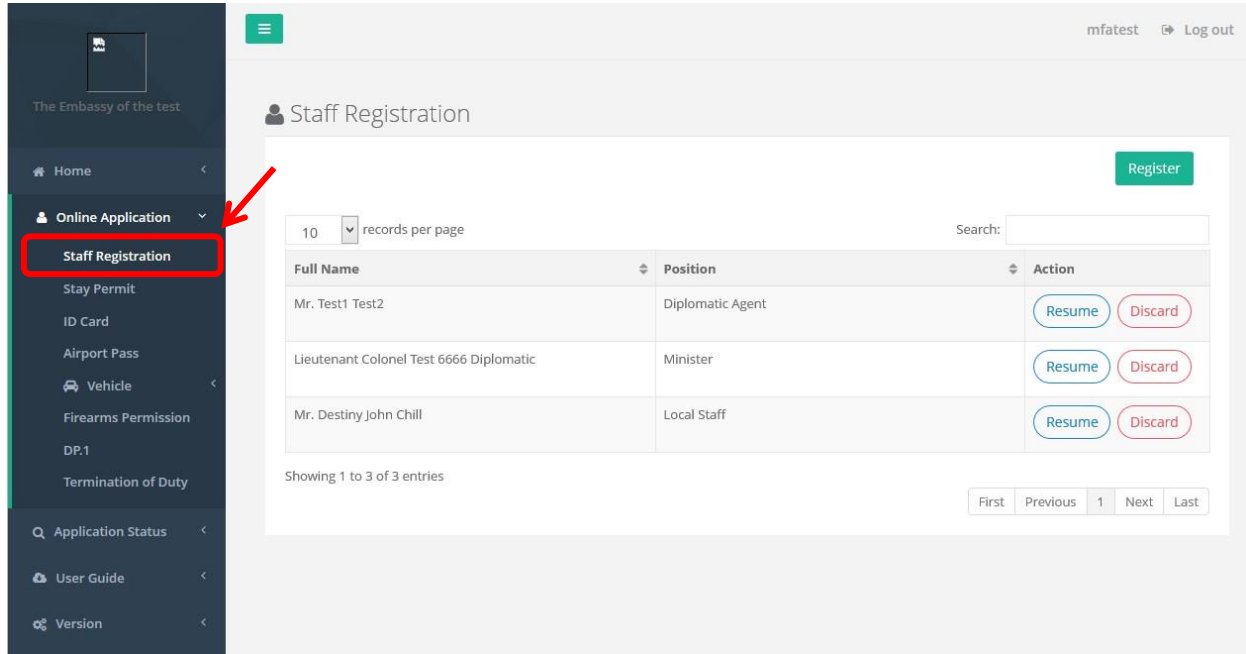 mfatest Log out
The Embassy of the test
Staff Registration
Home
Register
Online Application
10 records per page Search:
Staff Registration
Full Name Position Action
Stay Permit
Mr. Test1 Test2 Diplomatic Agent Resume Discard
ID Card
Airport Pass
Lieutenant Colonel Test 6666 Diplomatic Minister Resume Discard
Vehicle
Firearms Permission
Mr. Destiny John Chill Local Staff Resume Discard
DP.1
Termination of Duty
Showing 1 to 3 of 3 entries
First Previous 1 Next Last
Application Status
User Guide
Version